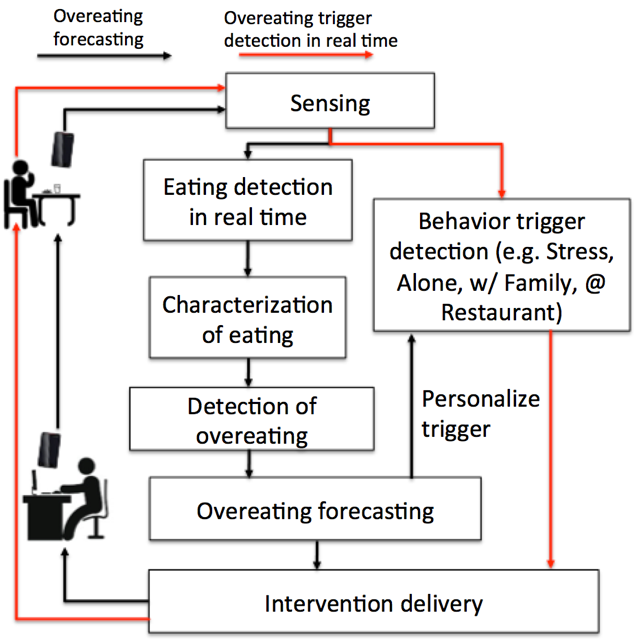 Overeating
forecasting
Overeating trigger
detection in real time
Sensing
Eating detection
in real time
Behavior trigger
detection (e.g. Stress,
Alone, w/ Family, @
Restaurant)
Characterization
of eating
Detection of
overeating
Personalize
trigger
Overeating forecasting
Intervention delivery